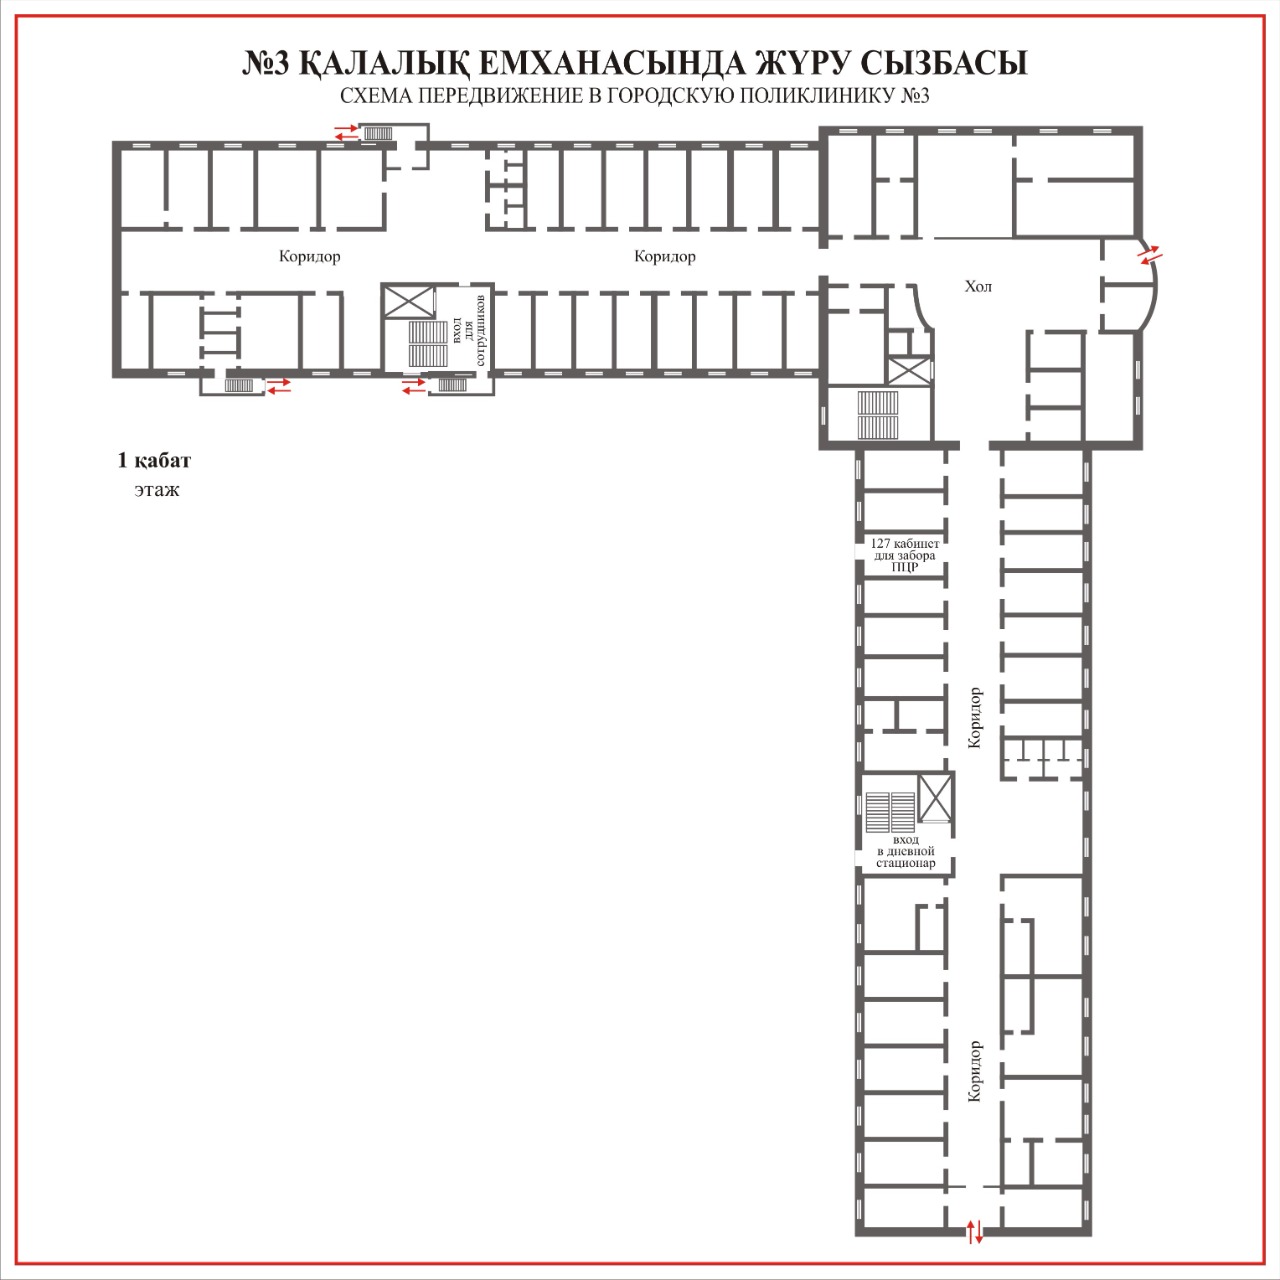 №3 ҚАЛАЛЫҚ ЕМХАНАСЫНДА ЖҮРУ СЫЗБАСЫ
СХЕМА ПЕРЕДВИЖЕНИЕ В ГОРОДСКУЮ ПОЛИКЛИНИКУ №3
Коридор
Коридор
Хол
вход
для
сотрудников
1 қабат
этаж
127 кабинет
для забора
ПЦР
Коридор
вход
в дневной
стационар
Коридор